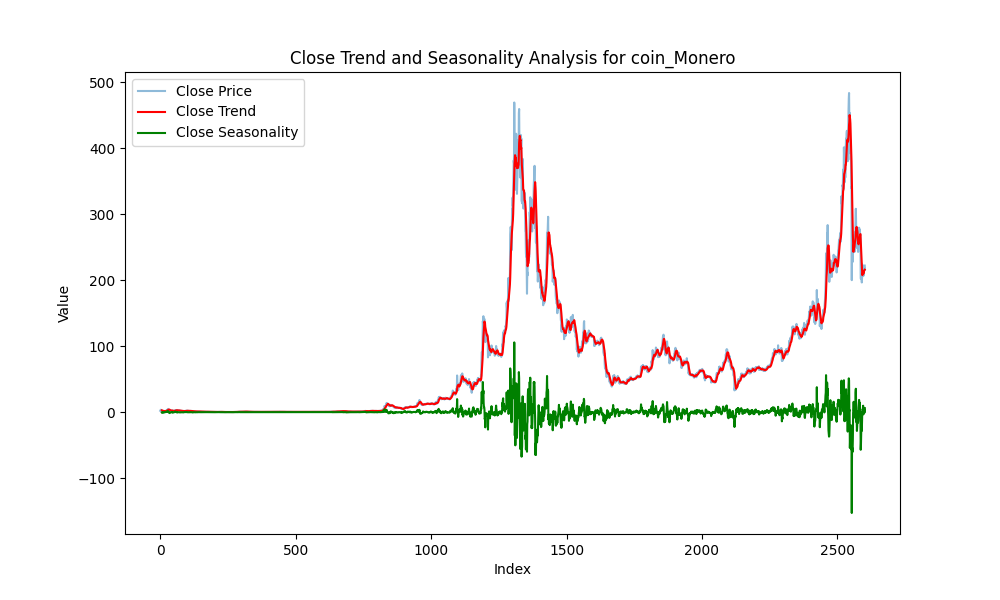 Close Trend and Seasonality Analysis for coin_Monero
Close Price
Close Trend
Close Seasonality
500
400
300
200
100
0
−100
Value
0
500
1000
1500
2000
2500
Index